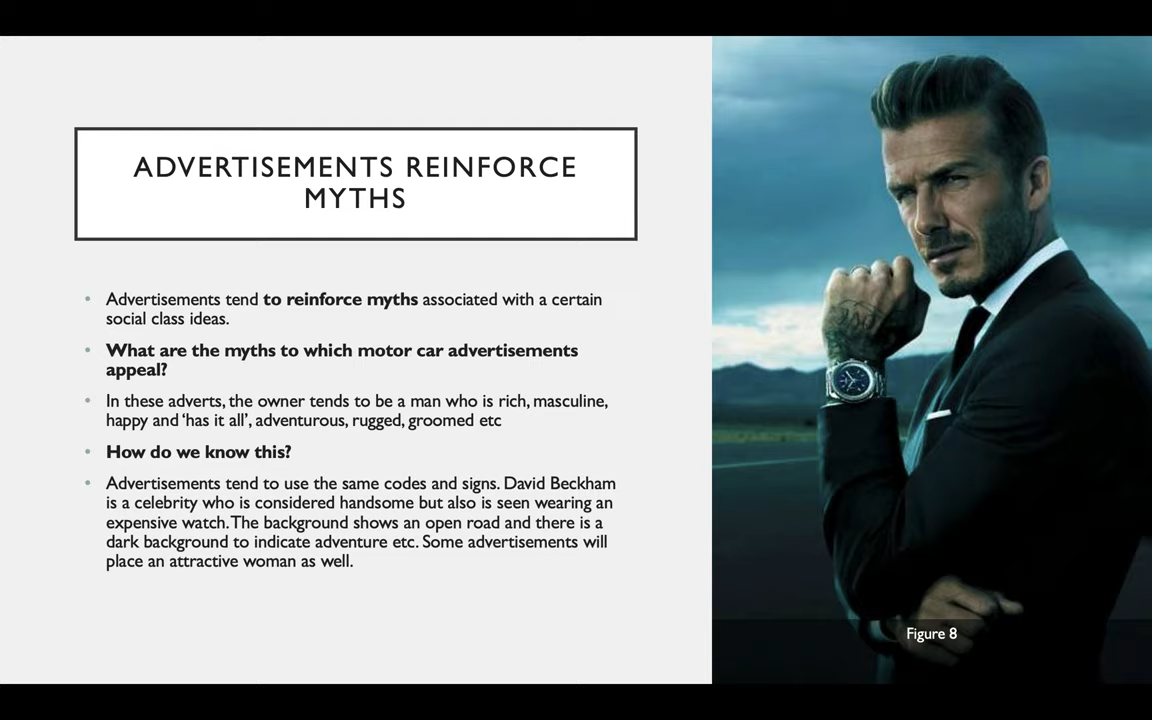 ADVERTISEMENTS REINFORCE
MYTHS
• Advertisements tend to reinforce myths associated with a certain
social class ideas.
• What are the myths to which motor car advertisements
appeal?
• In these adverts, the owner tends to be a man who is rich, masculine,
happy and ‘has it all’, adventurous, rugged, groomed etc
• How do we know this?
• Advertisements tend to use the same codes and signs. David Beckham
is a celebrity who is considered handsome but also is seen wearing an
expensive watch. The background shows an open road and there is a
dark background to indicate adventure etc. Some advertisements will
place an attractive woman as well.
Figure 8